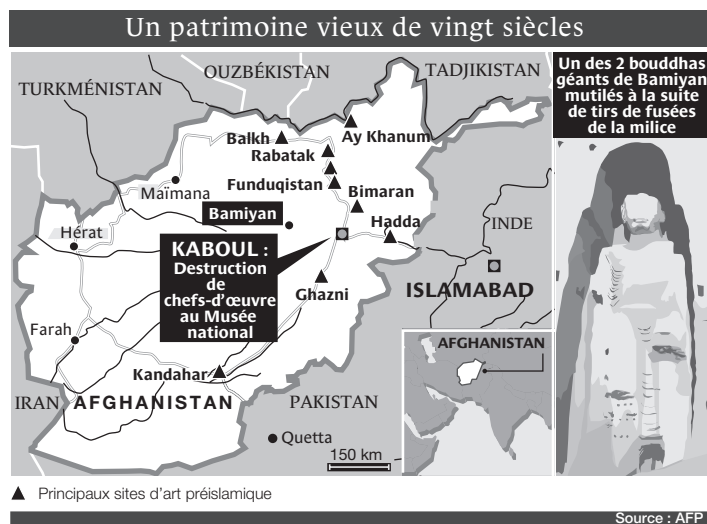 Un patrimoine vieux de vingt siècles
OUZBÉKISTAN
TADJIKISTAN
TURKMÉNISTAN
Un des 2 bouddhas
géants de Bamiyan
mutilés à la suite
de tirs de fusées
de la milice
Balkh
Ay Khanum
Rabatak
Funduqistan
Maïmana
Bimaran
Bamiyan
Hadda
INDE
Hérat
KABOUL :
Destruction
de
chefs-d'œuvre
au Musée
national
Ghazni
ISLAMABAD
Farah
AFGHANISTAN
Kandahar
IRAN
AFGHANISTAN
PAKISTAN
Quetta
150 km
Principaux sites d'art préislamique
Source : AFP